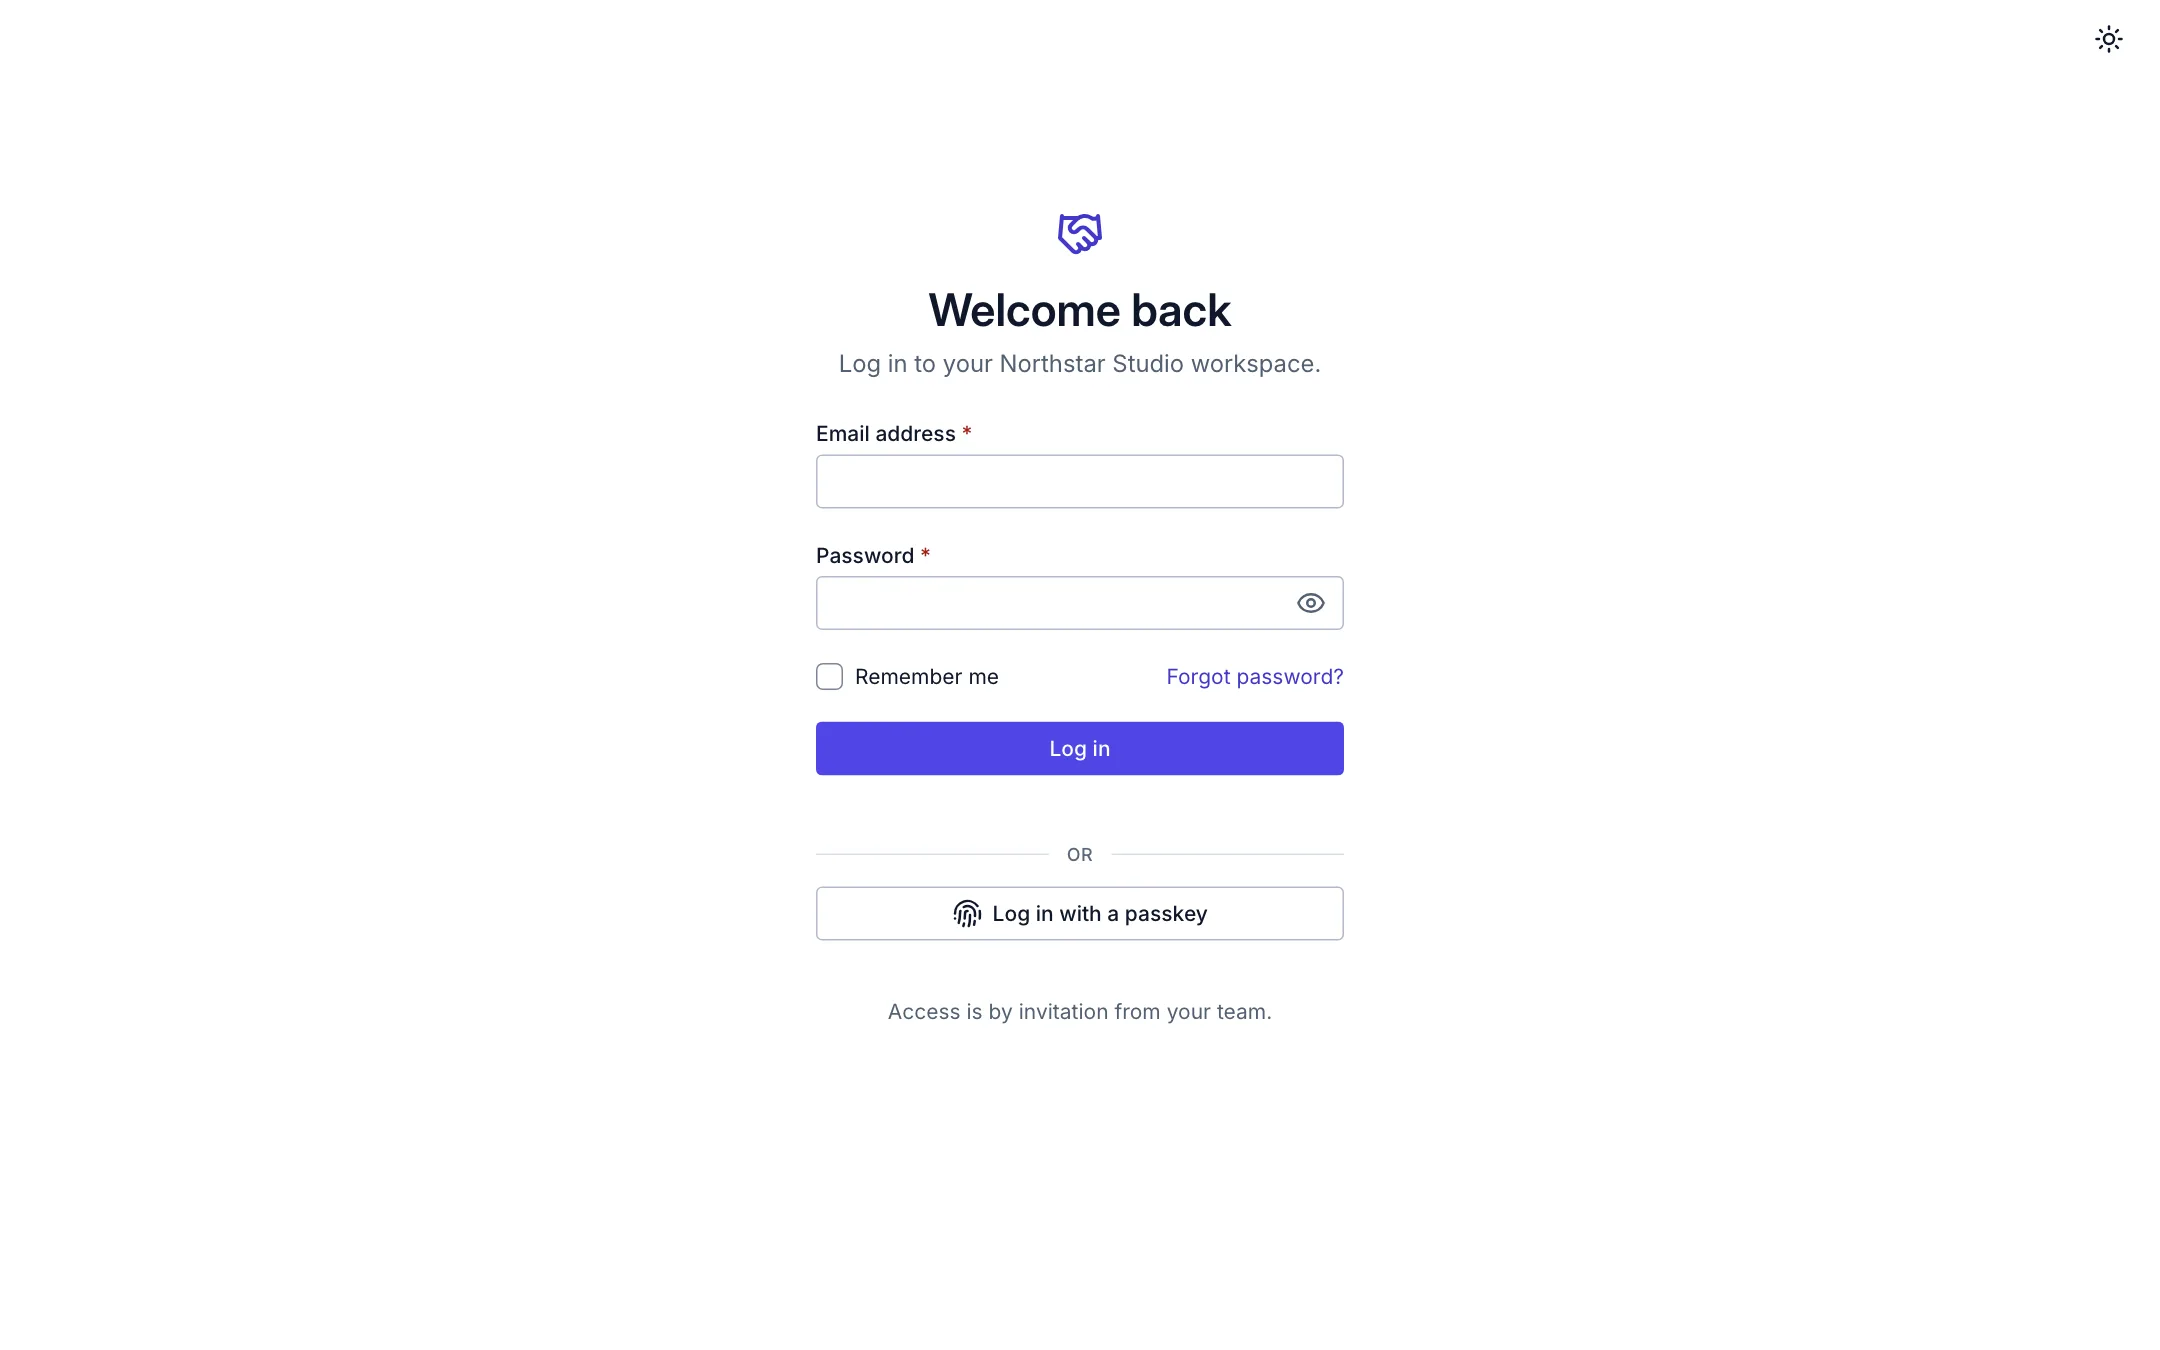 Welcome back
Log in to your Northstar Studio workspace.
Email address *
Password *
Remember me
Forgot password?
Log in
OR
Log in with a passkey
Access is by invitation from your team.